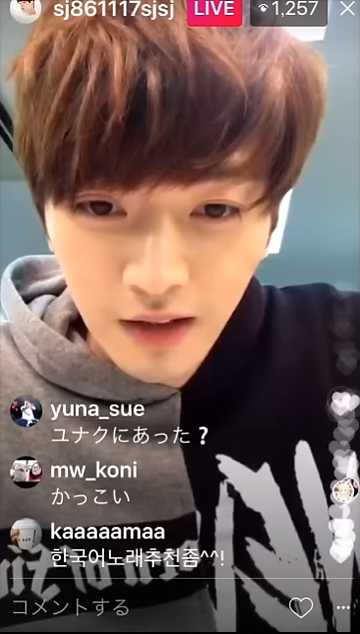 sj861117sjsj
LIVE
1,257
yuna_sue
ユナクにあった？
mw_koni
かっこい
kaaaaamaa
한국어노래추천좀^^!
コメントする